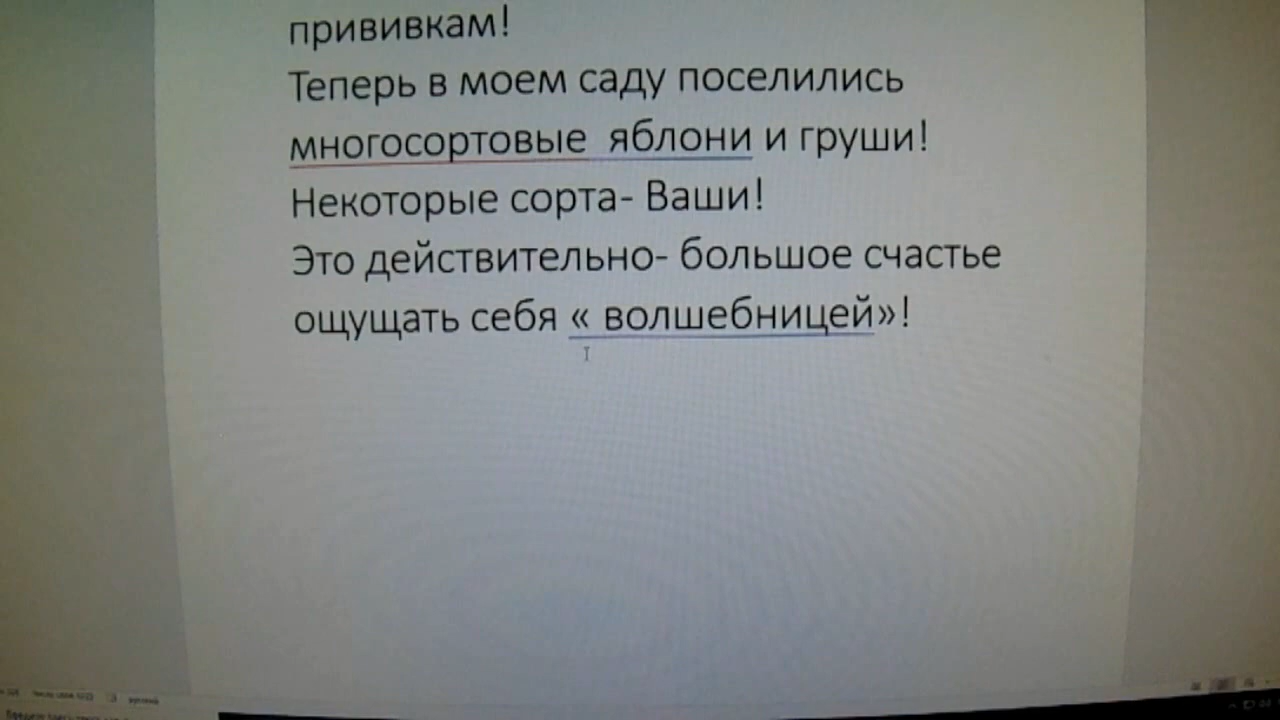 прививкам!
Теперь в моем саду поселились
многосортовые  яблони и груши!
Некоторые сорта- Ваши!
Это действительно- большое счастье
ощущать себя « волшебницей»!